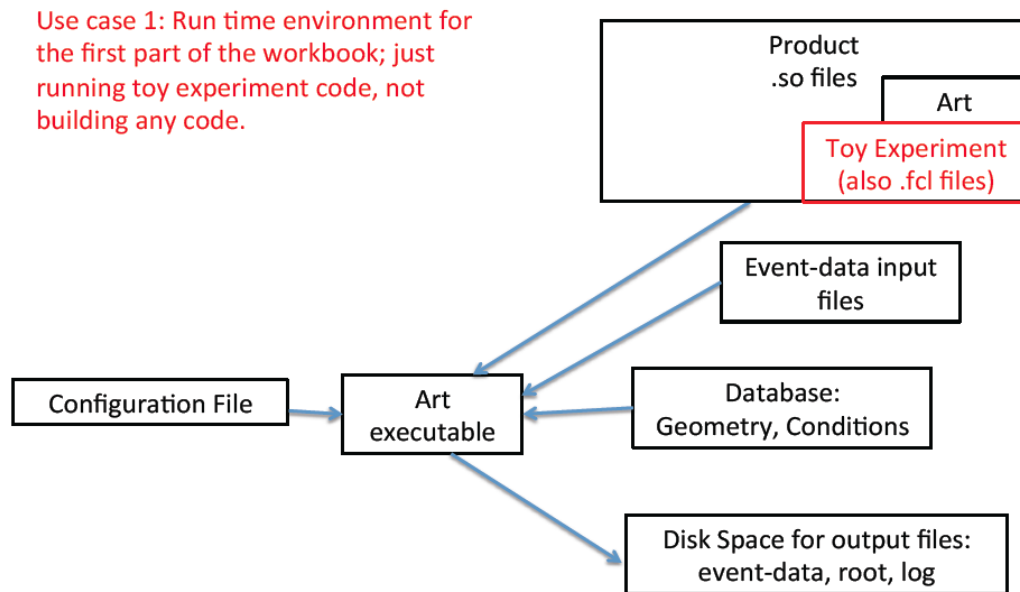 Use case 1: Run time environment for
the first part of the workbook; just
running toy experiment code, not
building any code.
Product
.so files
Art
Toy Experiment
(also .fcl files)
Event-data input
files
Configuration File
Art
executable
Database:
Geometry, Conditions
Disk Space for output files:
event-data, root, log